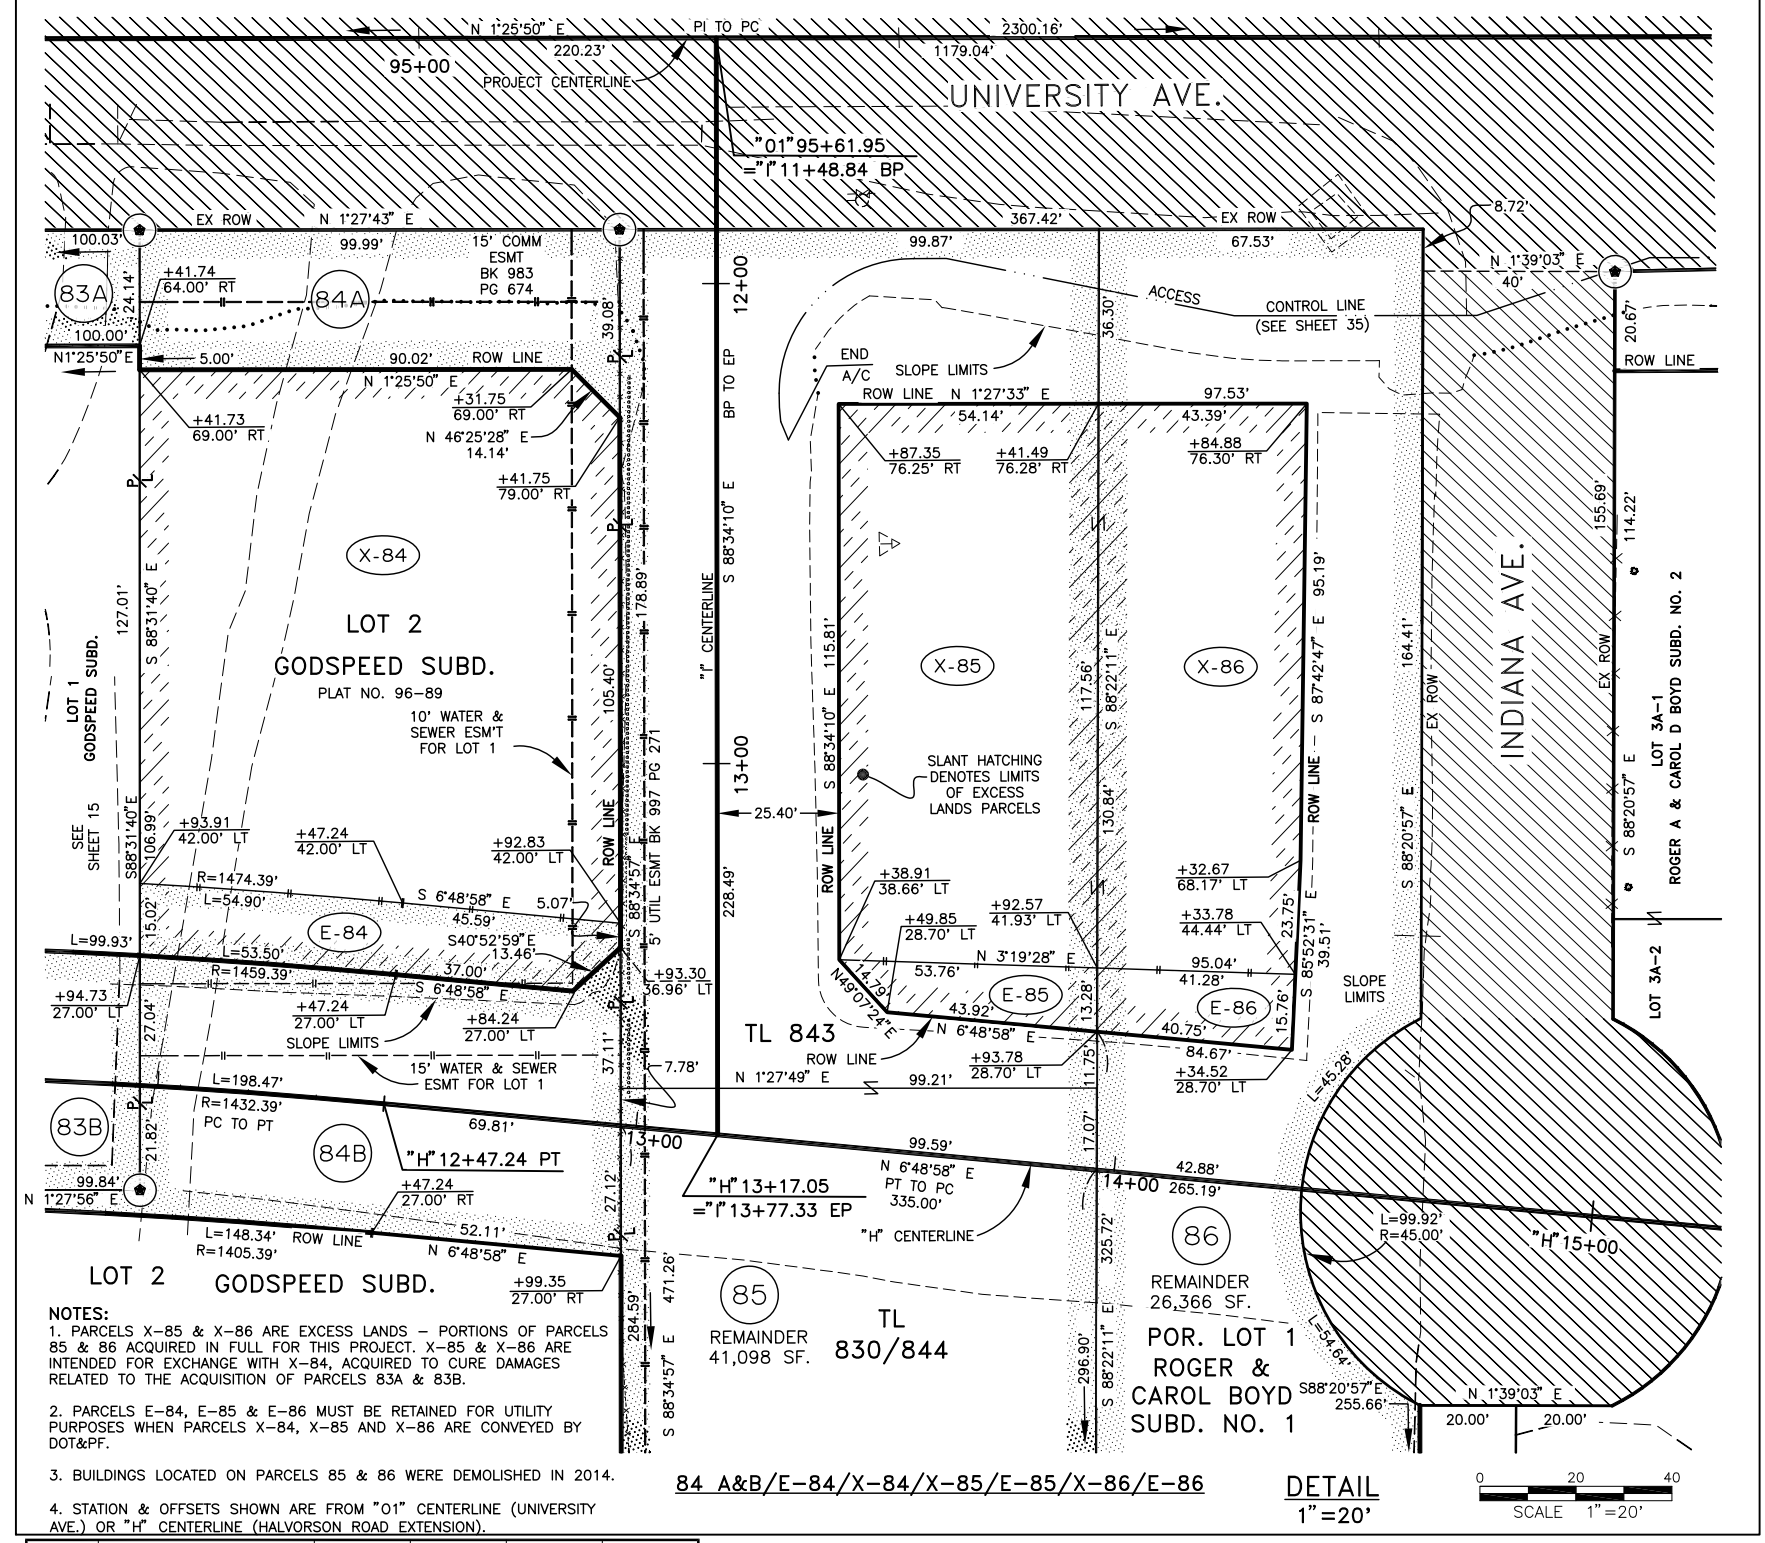 N 1°25'50" E
PI TO PC
2300.16'
220.23'
1179.04'
95+00
PROJECT CENTERLINE
UNIVERSITY AVE.
"01"95+61.95
="I"11+48.84 BP
8.72'
EX ROW
N 1°27'43" E
367.42'
EX ROW
100.03'
99.99'
15' COMM
ESMT
BK 983
PG 674
99.87'
67.53'
N 1°39'03" E
40'
83A
24.14'
+41.74
64.00' RT
84A
39.08'
12+00
36.30'
ACCESS
CONTROL LINE
(SEE SHEET 35)
20.67'
100.00'
N1°25'50"E
5.00'
90.02'
ROW LINE
P L
BP TO EP
END
A/C
SLOPE LIMITS
ROW LINE
N 1°25'50" E
ROW LINE N 1°27'33" E
97.53'
54.14'
43.39'
+31.75
69.00' RT
+41.73
69.00' RT
N 46°25'28" E
14.14'
+87.35
76.25' RT
+41.49
76.28' RT
+84.88
76.30' RT
P L
+41.75
79.00' RT
S 88°34'10" E
155.69'
114.22'
P L
X-84
127.01'
S 88°31'40" E
178.89'
"I" CENTERLINE
95.19'
INDIANA AVE.
LOT 2
GODSPEED SUBD.
PLAT NO. 96-89
105.40'
115.81'
X-85
117.56'
S 88°22'11" E
X-86
S 87°42'47" E
164.41'
EX ROW
EX ROW
LOT 1
GODSPEED SUBD.
10' WATER &
SEWER ESM'T
FOR LOT 1
5' UTIL ESMT BK 997 PG 271
13+00
S 88°34'10" E
SLANT HATCHING
DENOTES LIMITS
OF EXCESS
LANDS PARCELS
ROW LINE
LOT 3A-1
ROGER A & CAROL D BOYD SUBD. NO. 2
SEE
SHEET 15
S88°31'40"E
106.99'
+93.91
42.00' LT
+47.24
42.00' LT
+92.83
42.00' LT
ROW LINE
25.40'
ROW LINE
130.84'
S 88°20'57" E
S 88°20'57" E
R=1474.39'
L=54.90'
S 6°48'58" E
45.59'
5.07'
S 88°34'57" E
228.49'
+38.91
38.66' LT
+49.85
28.70' LT
+92.57
41.93' LT
+32.67
68.17' LT
+33.78
44.44' LT
23.75'
S 85°52'31" E
39.51'
15.02'
E-84
S40°52'59"E
13.46'
L=99.93'
L=53.50'
R=1459.39'
37.00'
S 6°48'58" E
+93.30
36.96' LT
53.76'
N 3°19'28" E
95.04'
41.28'
14.79'
N49°07'24"E
E-85
E-86
SLOPE
LIMITS
LOT 3A-2
+94.73
27.00' LT
27.04'
+47.24
27.00' LT
+84.24
27.00' LT
P L
43.92'
13.28'
15.76'
SLOPE LIMITS
TL 843
N 6°48'58" E
40.75'
84.67'
ROW LINE
37.11'
15' WATER & SEWER
ESMT FOR LOT 1
7.78'
+93.78
28.70' LT
11.75'
+34.52
28.70' LT
L=45.28'
N 1°27'49" E
99.21'
L=198.47'
R=1432.39'
PC TO PT
P L
83B
21.82'
69.81'
13+00
17.07'
84B
"H"12+47.24 PT
99.59'
N 6°48'58" E
PT TO PC
335.00'
42.88'
265.19'
14+00
99.84'
N 1°27'56" E
+47.24
27.00' RT
27.12'
"H"13+17.05
="I"13+77.33 EP
"H" CENTERLINE
86
L=99.92'
R=45.00'
"H"15+00
L=148.34'
R=1405.39'
ROW LINE
52.11'
N 6°48'58" E
P L
325.72'
LOT 2
GODSPEED SUBD.
+99.35
27.00' RT
471.26'
85
REMAINDER
41,098 SF.
TL
830/844
REMAINDER
26,366 SF.
284.59'
S 88°34'57" E
296.90'
S 88°22'11" E
POR. LOT 1
ROGER &
CAROL BOYD
SUBD. NO. 1
L=54.64'
S88°20'57"E
255.66'
N 1°39'03" E
20.00'
20.00'
NOTES:
1. PARCELS X-85 & X-86 ARE EXCESS LANDS – PORTIONS OF PARCELS
85 & 86 ACQUIRED IN FULL FOR THIS PROJECT. X-85 & X-86 ARE
INTENDED FOR EXCHANGE WITH X-84, ACQUIRED TO CURE DAMAGES
RELATED TO THE ACQUISITION OF PARCELS 83A & 83B.
2. PARCELS E-84, E-85 & E-86 MUST BE RETAINED FOR UTILITY
PURPOSES WHEN PARCELS X-84, X-85 AND X-86 ARE CONVEYED BY
DOT&PF.
3. BUILDINGS LOCATED ON PARCELS 85 & 86 WERE DEMOLISHED IN 2014.
4. STATION & OFFSETS SHOWN ARE FROM "01" CENTERLINE (UNIVERSITY
AVE.) OR "H" CENTERLINE (HALVORSON ROAD EXTENSION).
84 A&B/E-84/X-84/X-85/E-85/X-86/E-86
DETAIL
1"=20'
0 20 40
SCALE 1"=20'